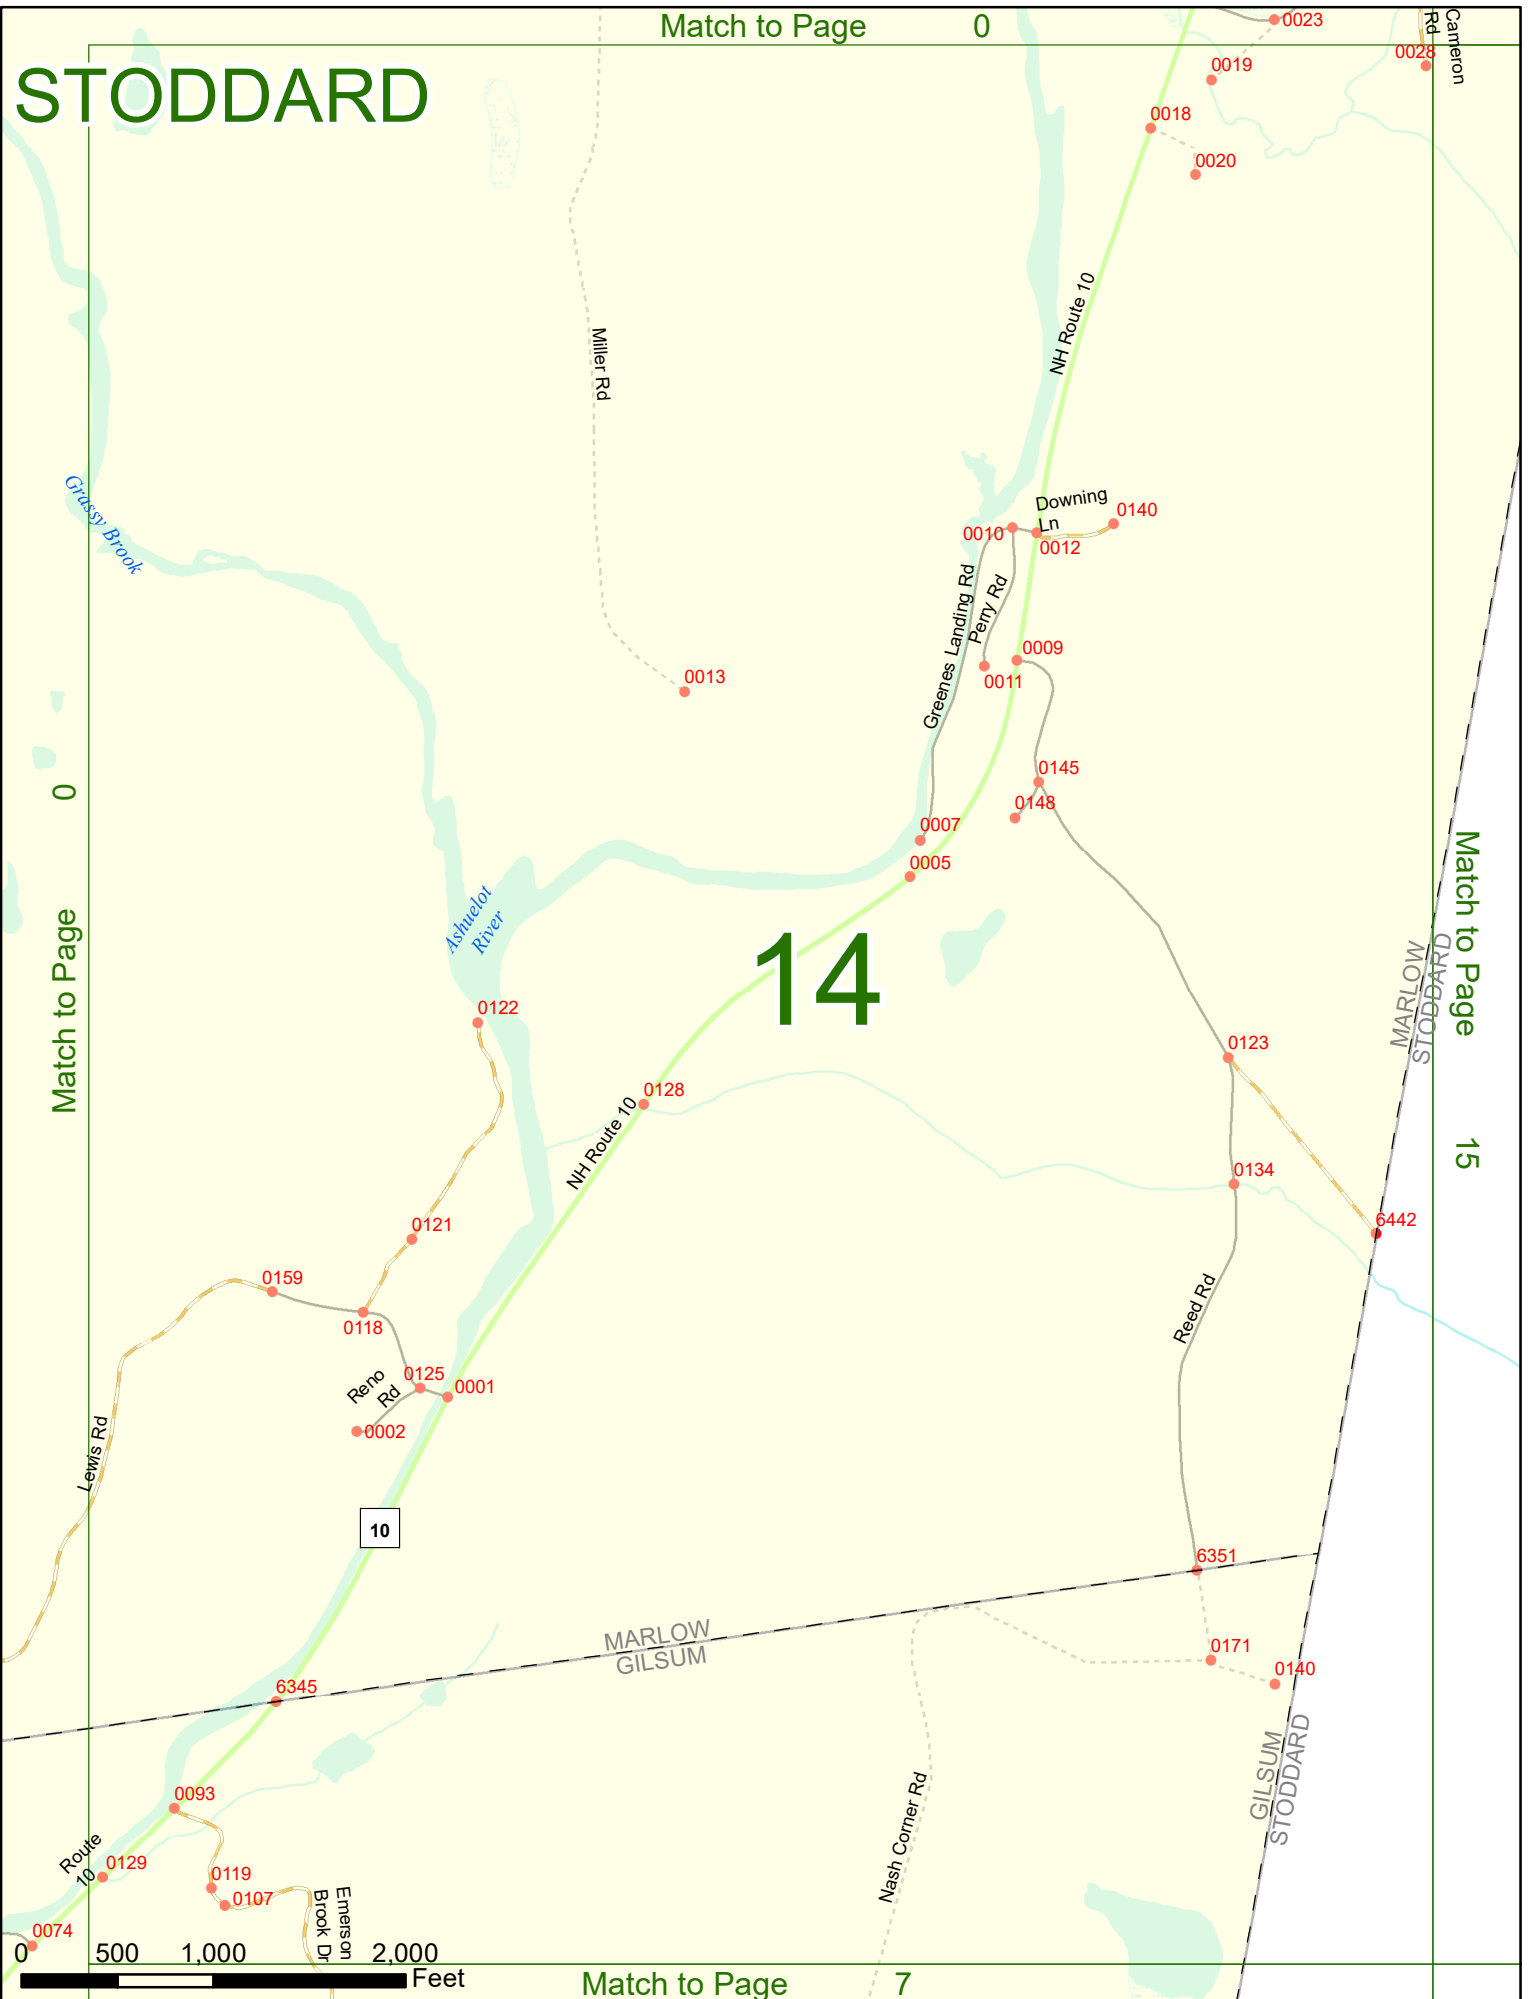 Match to Page 0
STODDARD
0023
Cameron
Rd
0028
0019
0018
0020
NH Route 10
Miller Rd
Grassy Brook
Downing
Ln
0140
0010
0012
Greenes Landing Rd
Perry Rd
0009
0011
0013
0145
0148
0007
0005
Match to Page 0
Match to Page 15
Ashuelot
River
14
MARLOW
STODDARD
0122
0123
0128
NH Route 10
0134
0121
6442
0159
0118
Reed Rd
0125
Reno
Rd
0001
0002
Lewis Rd
10
6351
MARLOW
GILSUM
0171
0140
6345
GILSUM
STODDARD
0093
Nash Corner Rd
Route
10
0129
0119
0107
Emerson
Brook Dr
0074
0 500 1,000 2,000
Feet
Match to Page 7